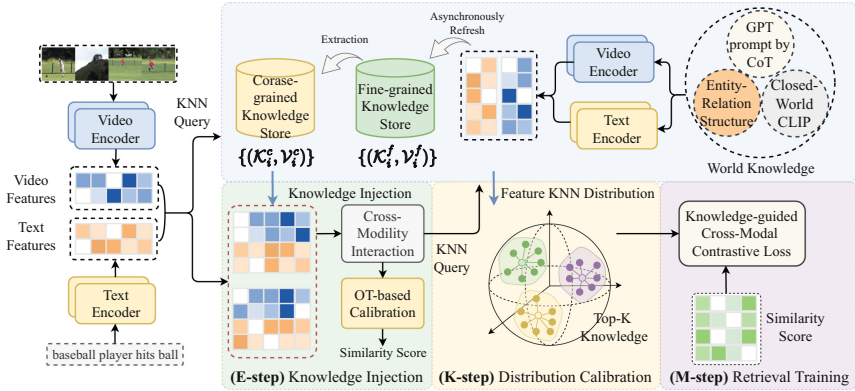 Video
Encoder
Video
Features
Text
Features
Text
Encoder
baseball player hits ball
KNN
Query
Extraction
Asynchronously
Refresh
Corase-
grained
Knowledge
Store
{(𝒦ᵢᶜ, 𝒱ᵢᶜ)}
Fine-grained
Knowledge
Store
{(𝒦ᵢᶠ, 𝒱ᵢᶠ)}
Video
Encoder
Text
Encoder
GPT
prompt by
CoT
Entity-
Relation
Structure
Closed-
World
CLIP
World Knowledge
Knowledge Injection
Cross-
Modility
Interaction
OT-based
Calibration
Similarity Score
(E-step) Knowledge Injection
KNN
Query
Feature KNN Distribution
Top-K
Knowledge
(K-step) Distribution Calibration
Knowledge-guided
Cross-Modal
Contrastive Loss
Similarity
Score
(M-step) Retrieval Training